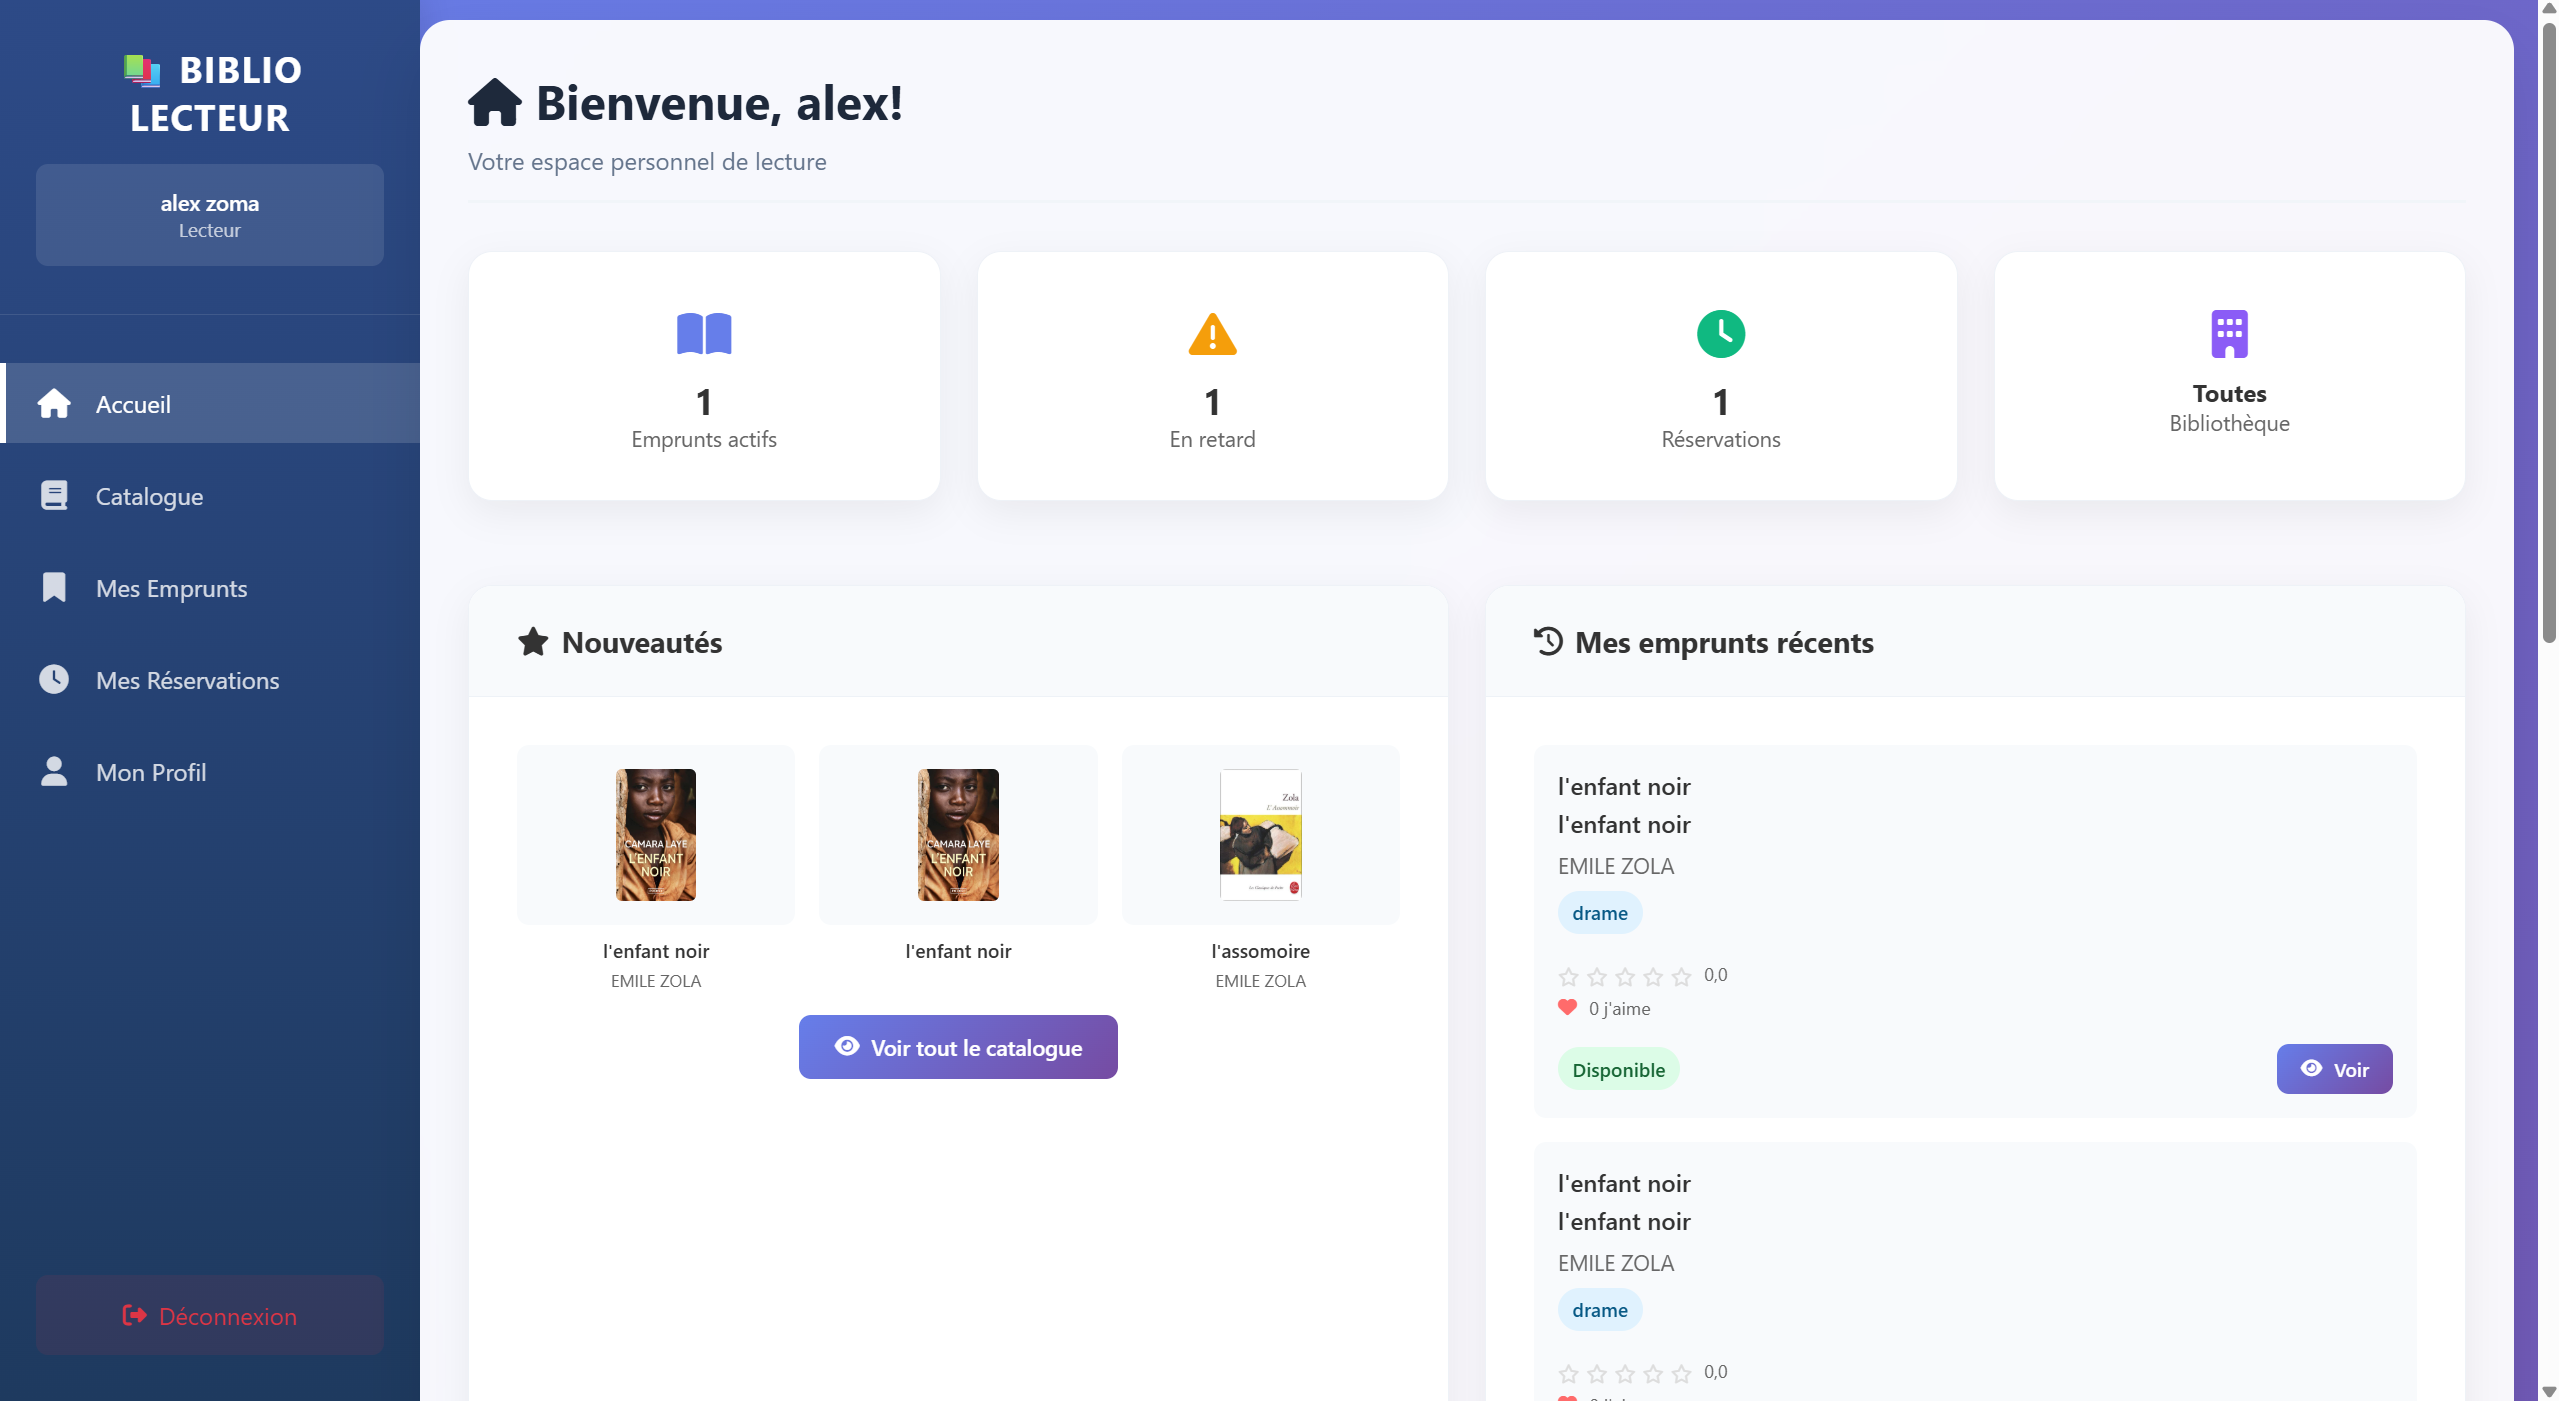 BIBLIO
LECTEUR
alex zoma
Lecteur
Accueil
Catalogue
Mes Emprunts
Mes Réservations
Mon Profil
Déconnexion
Bienvenue, alex!
Votre espace personnel de lecture
1
Emprunts actifs
1
En retard
1
Réservations
Toutes
Bibliothèque
Nouveautés
CAMARA LAYE
L'ENFANT
NOIR
l'enfant noir
EMILE ZOLA
CAMARA LAYE
L'ENFANT
NOIR
l'enfant noir
Zola
L'Assommoir
l'assomoire
EMILE ZOLA
Voir tout le catalogue
Mes emprunts récents
l'enfant noir
l'enfant noir
EMILE ZOLA
drame
0,0
0 j'aime
Disponible
Voir
l'enfant noir
l'enfant noir
EMILE ZOLA
drame
0,0